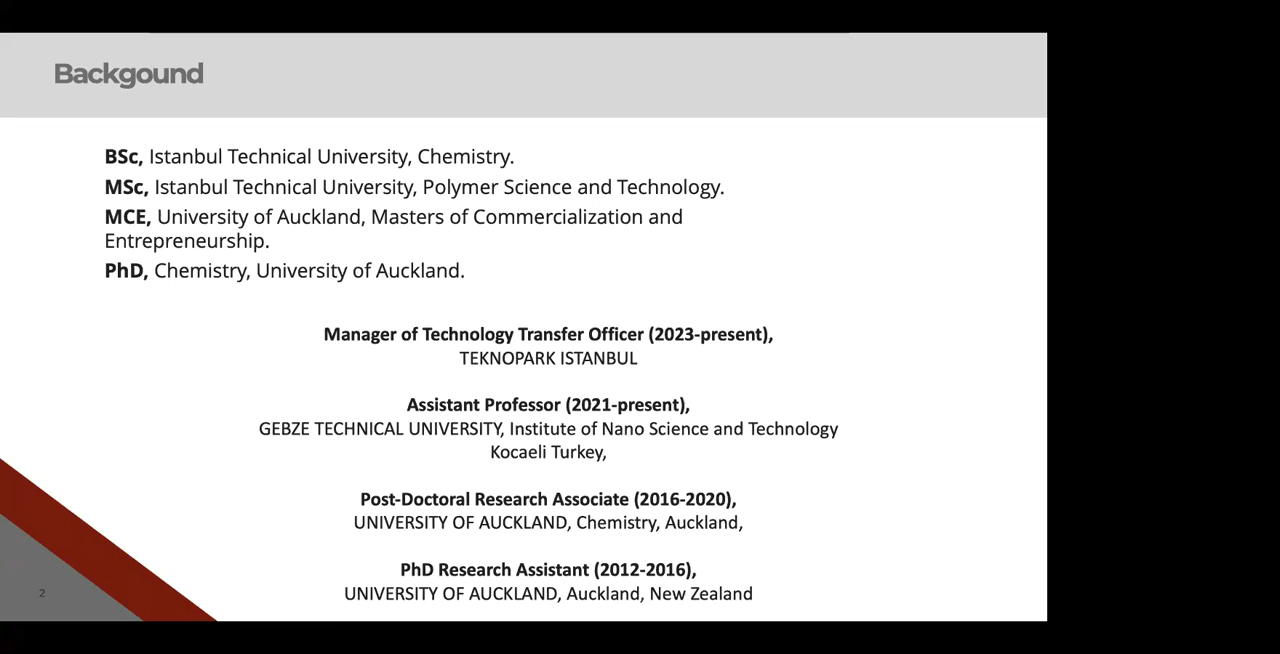 Backgound
BSc, Istanbul Technical University, Chemistry.
MSc, Istanbul Technical University, Polymer Science and Technology.
MCE, University of Auckland, Masters of Commercialization and
Entrepreneurship.
PhD, Chemistry, University of Auckland.
Manager of Technology Transfer Officer (2023-present),
TEKNOPARK ISTANBUL
Assistant Professor (2021-present),
GEBZE TECHNICAL UNIVERSITY, Institute of Nano Science and Technology
Kocaeli Turkey,
Post-Doctoral Research Associate (2016-2020),
UNIVERSITY OF AUCKLAND, Chemistry, Auckland,
PhD Research Assistant (2012-2016),
UNIVERSITY OF AUCKLAND, Auckland, New Zealand
2